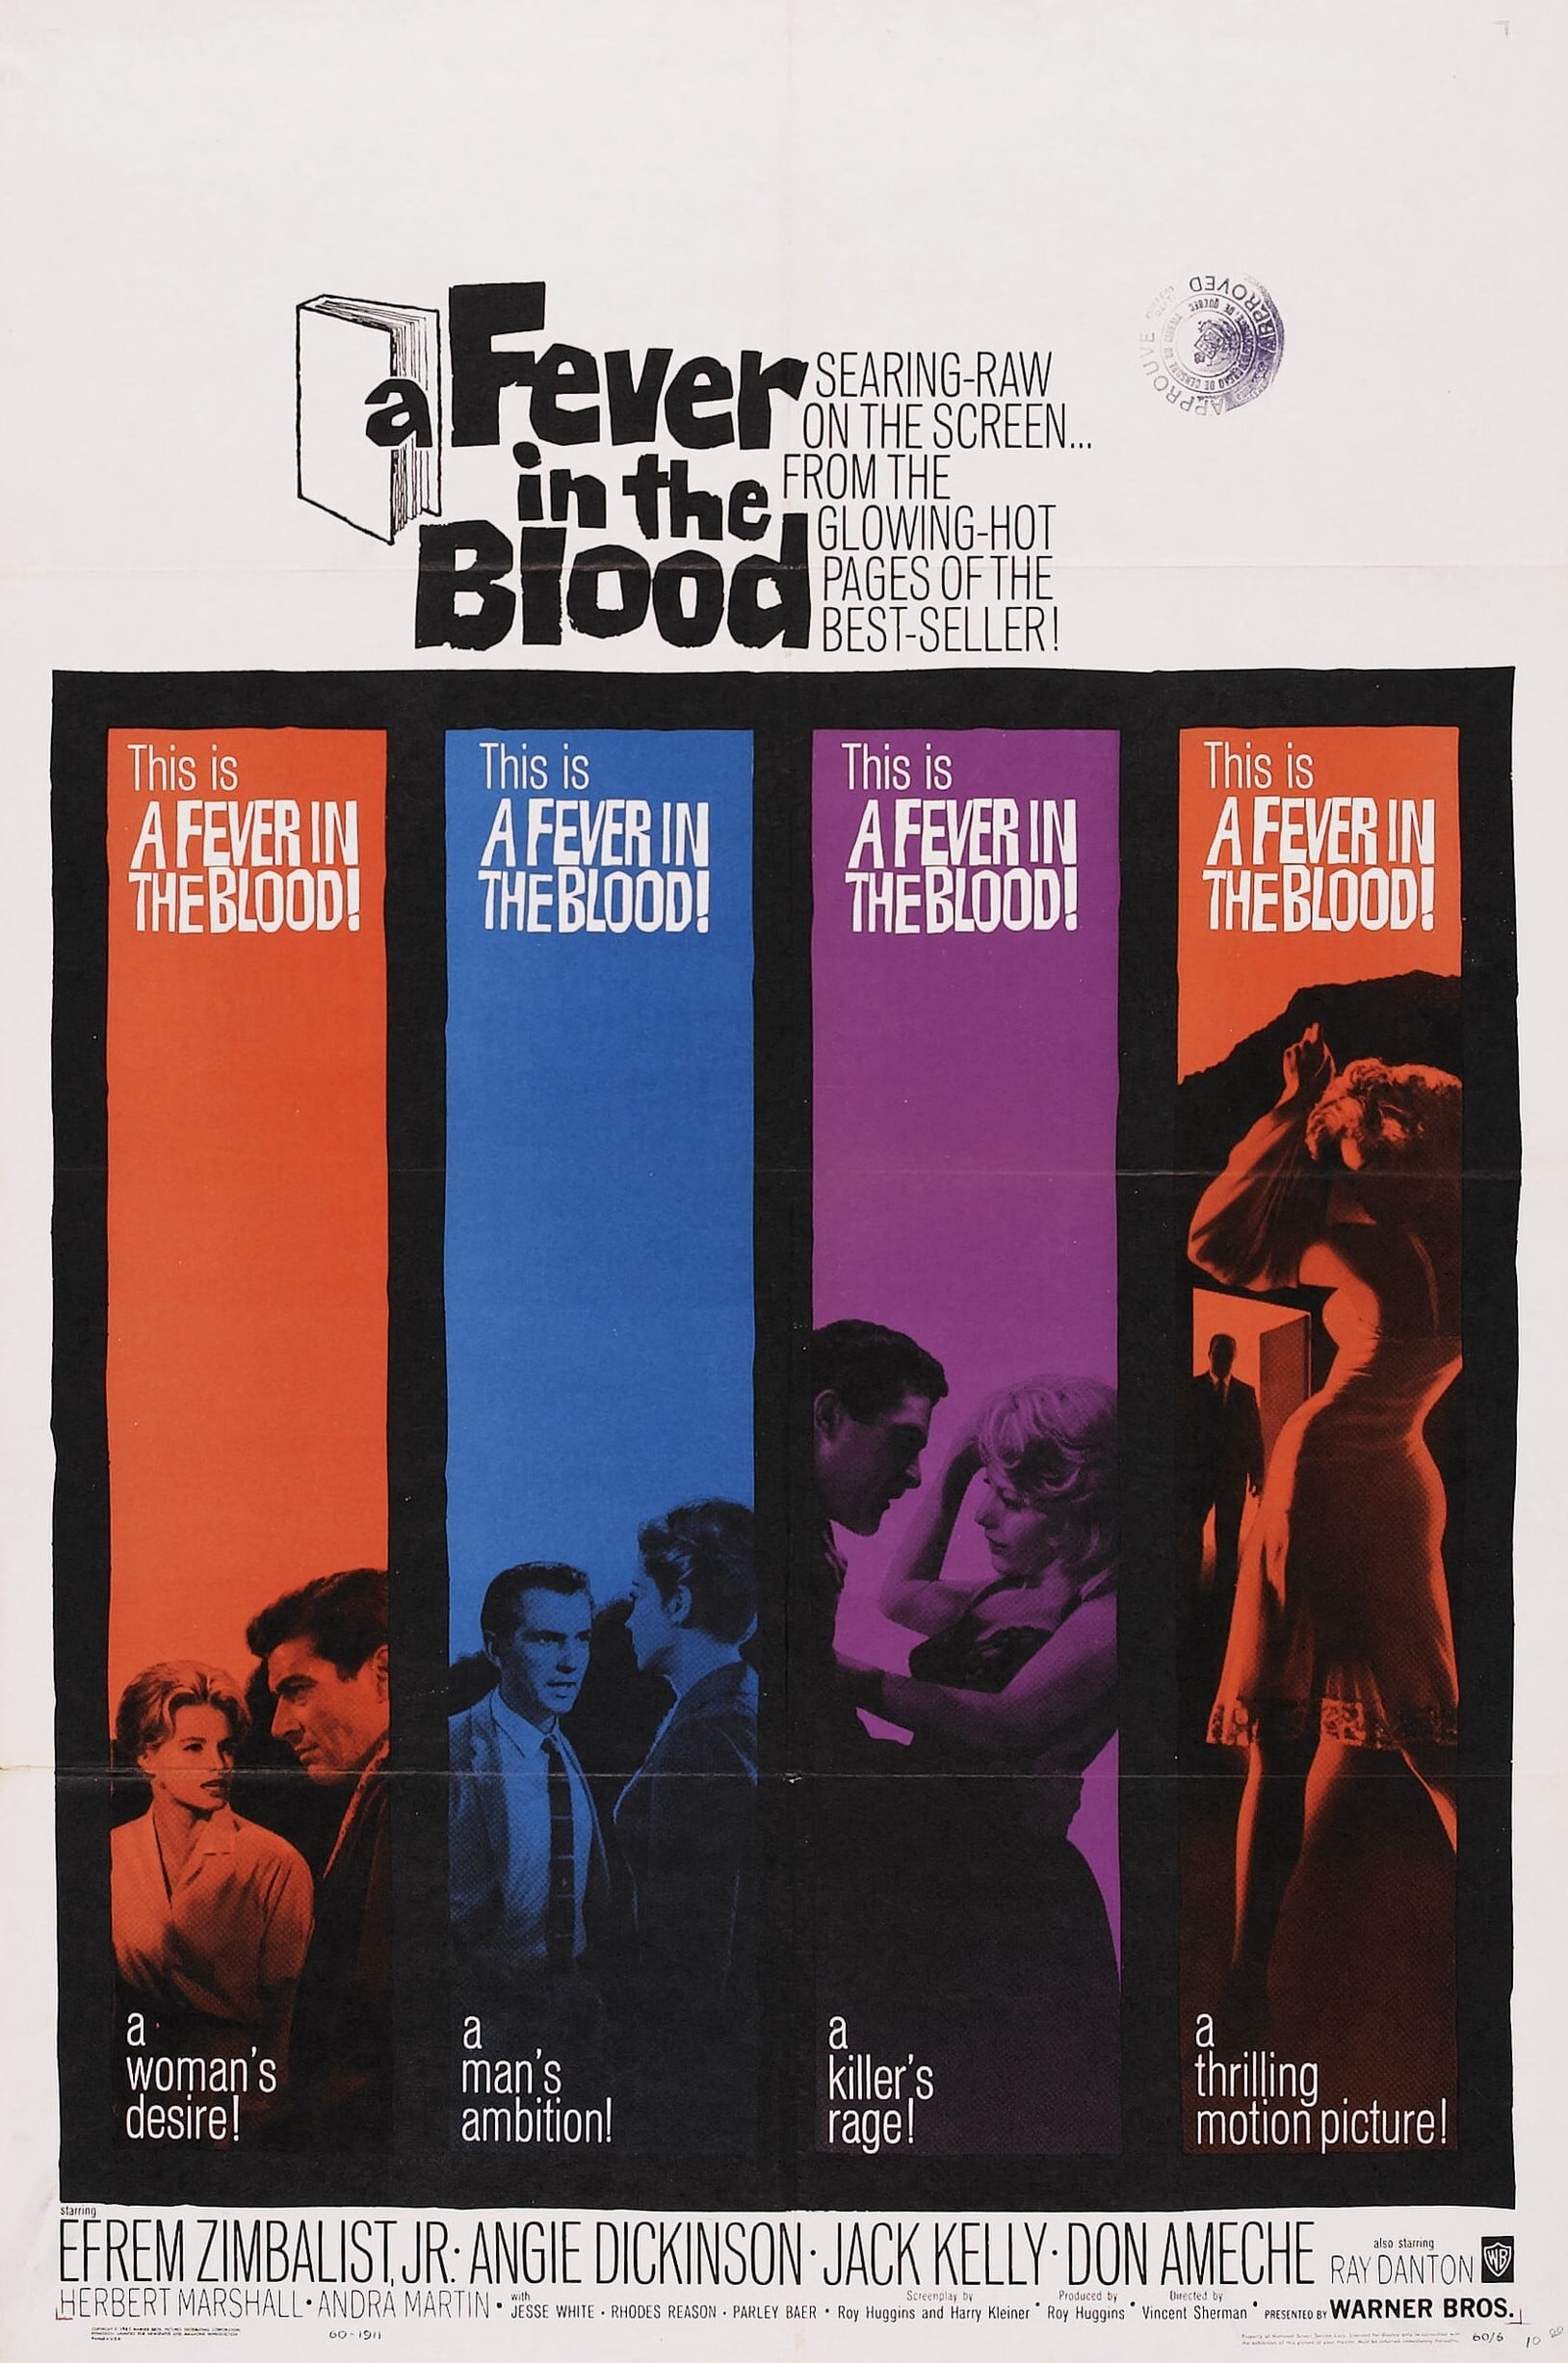 a Fever
in the
Blood
SEARING-RAW
ON THE SCREEN...
FROM THE
GLOWING-HOT
PAGES OF THE
BEST-SELLER!
APPROVED
APPROUVE
This is
A FEVER IN
THE BLOOD!
a
woman's
desire!
This is
A FEVER IN
THE BLOOD!
a
man's
ambition!
This is
A FEVER IN
THE BLOOD!
a
killer's
rage!
This is
A FEVER IN
THE BLOOD!
a
thrilling
motion picture!
starring
EFREM ZIMBALIST, JR. · ANGIE DICKINSON · JACK KELLY · DON AMECHE
also starring
RAY DANTON
WB
HERBERT MARSHALL · ANDRA MARTIN ·
with
JESSE WHITE · RHODES REASON · PARLEY BAER ·
Screenplay by
Roy Huggins and Harry Kleiner ·
Produced by
Roy Huggins ·
Directed by
Vincent Sherman ·
PRESENTED BY WARNER BROS.
60-1911
60/6
10